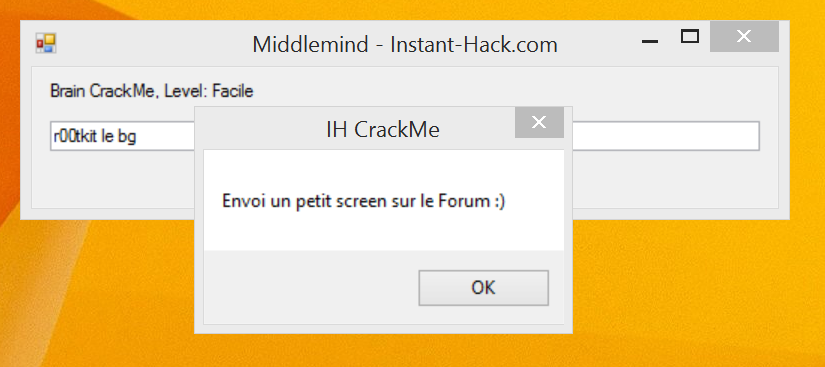 Middlemind - Instant-Hack.com
Brain CrackMe, Level: Facile
r00tkit le bg
IH CrackMe
Envoi un petit screen sur le Forum :)
OK